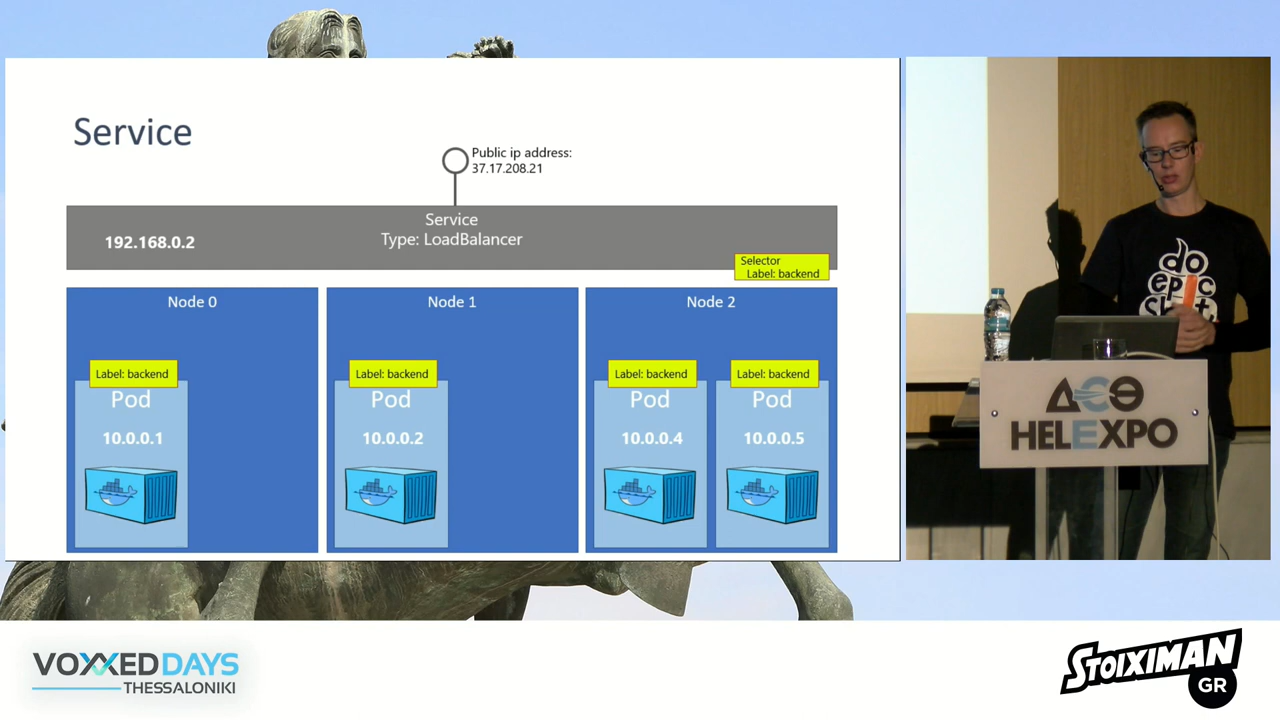 Service
Public ip address:
37.17.208.21
Service
Type: LoadBalancer
192.168.0.2
Selector
Label: backend
Node 0
Node 1
Node 2
Label: backend
Label: backend
Label: backend
Label: backend
Pod
Pod
Pod
Pod
10.0.0.1
10.0.0.2
10.0.0.4
10.0.0.5
do
epic
ΔΕΘ
HELEXPO
VOXXED DAYS
THESSALONIKI
STOIXIMAN
GR